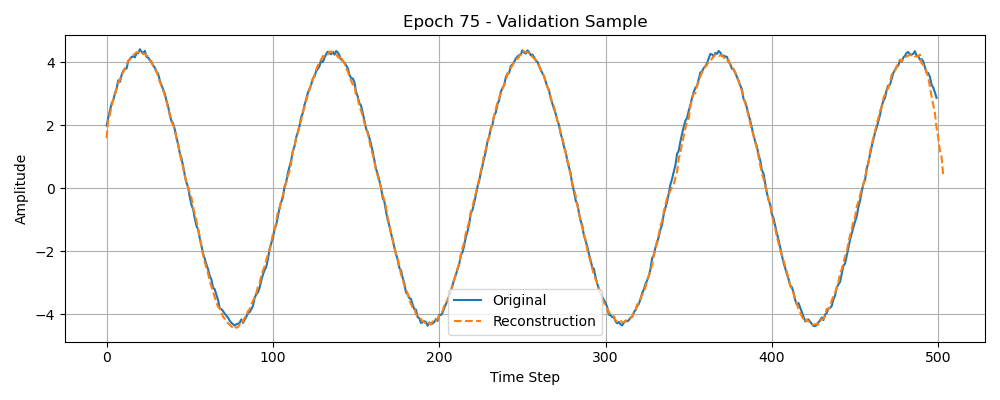 Epoch 75 - Validation Sample
Amplitude
4
2
0
−2
−4
Original
Reconstruction
0 100 200 300 400 500
Time Step